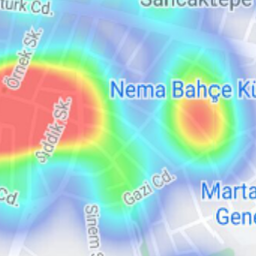 Sancaktepe
türk Cd.
Örnek Sk.
Nema Bahçe Kü
Sıddık Sk.
Gazi Cd.
Marta
Gene
Cd.
Sinem S